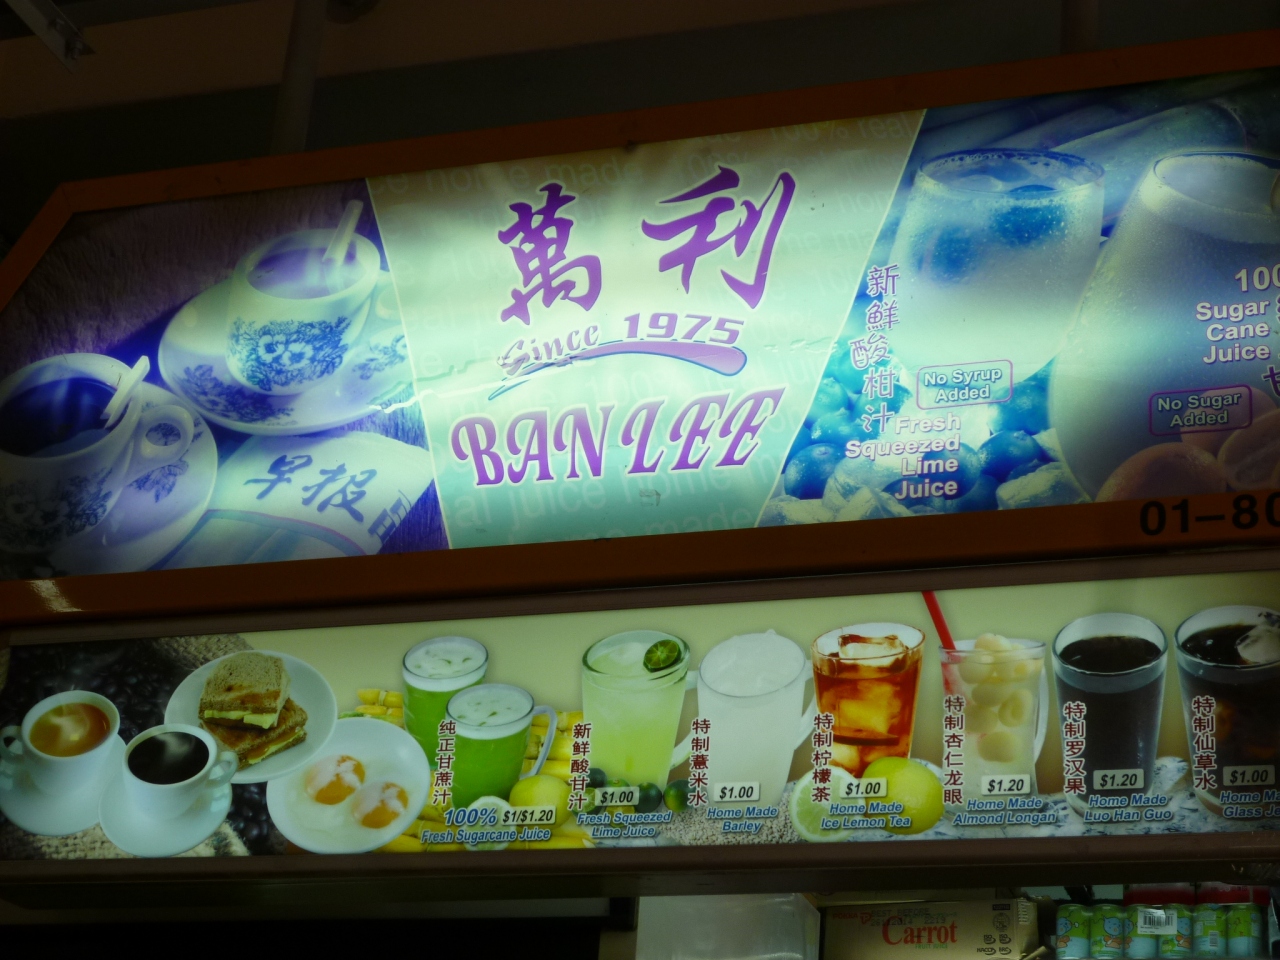 萬利
Since 1975
BAN LEE
早报
新鮮酸柑汁
No Syrup
Added
Fresh
Squeezed
Lime
Juice
Sugar
Cane
Juice
No Sugar
Added
纯正甘蔗汁
100% $1/$1.20
Fresh Sugarcane Juice
新鮮酸甘汁
$1.00
Fresh Squeezed
Lime Juice
特制薏米水
$1.00
Home Made
Barley
特制柠檬茶
$1.00
Home Made
Ice Lemon Tea
特制杏仁龙眼
$1.20
Home Made
Almond Longan
特制罗汉果
$1.20
Home Made
Luo Han Guo
特制仙草水
$1.00
Home
Glass
Carrot